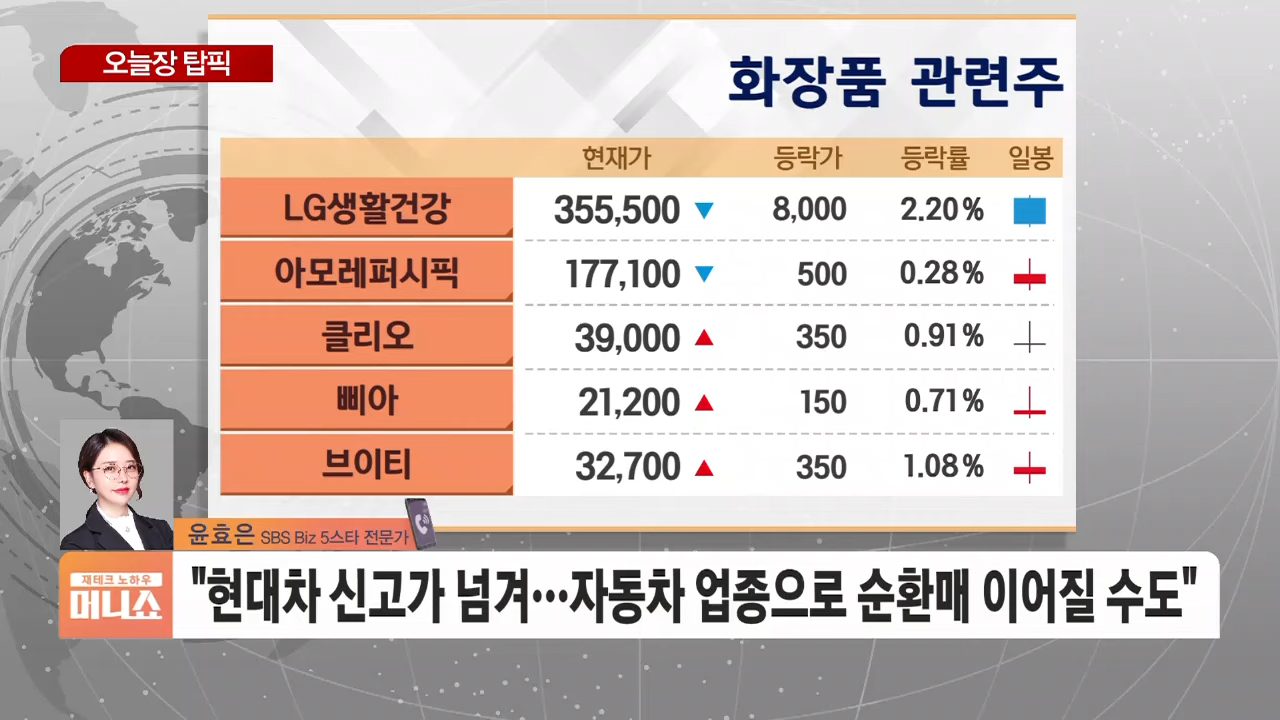 오늘장 탑픽
화장품 관련주
현재가 등락가 등락률 일봉
LG생활건강 355,500 ▼ 8,000 2.20%
아모레퍼시픽 177,100 ▼ 500 0.28%
클리오 39,000 ▲ 350 0.91%
삐아 21,200 ▲ 150 0.71%
브이티 32,700 ▲ 350 1.08%
윤효은 SBS Biz 5스타 전문가
재테크 노하우
머니쇼
"현대차 신고가 넘겨…자동차 업종으로 순환매 이어질 수도"